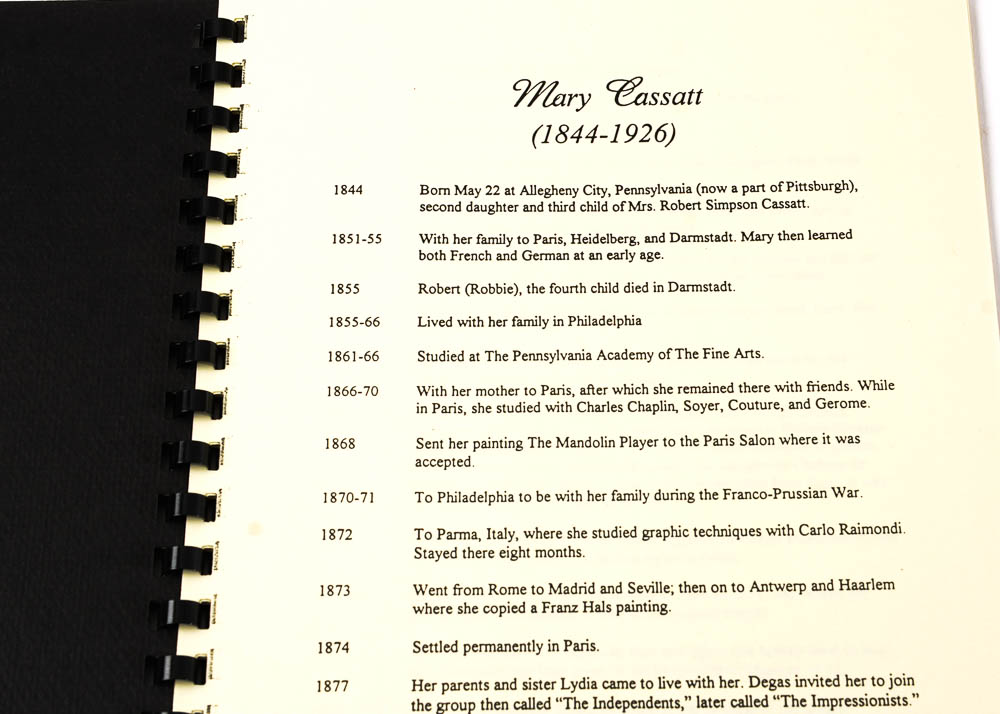 Mary Cassatt
(1844-1926)
1844 Born May 22 at Allegheny City, Pennsylvania (now a part of Pittsburgh),
second daughter and third child of Mrs. Robert Simpson Cassatt.
1851-55 With her family to Paris, Heidelberg, and Darmstadt. Mary then learned
both French and German at an early age.
1855 Robert (Robbie), the fourth child died in Darmstadt.
1855-66 Lived with her family in Philadelphia
1861-66 Studied at The Pennsylvania Academy of The Fine Arts.
1866-70 With her mother to Paris, after which she remained there with friends. While
in Paris, she studied with Charles Chaplin, Soyer, Couture, and Gerome.
1868 Sent her painting The Mandolin Player to the Paris Salon where it was
accepted.
1870-71 To Philadelphia to be with her family during the Franco-Prussian War.
1872 To Parma, Italy, where she studied graphic techniques with Carlo Raimondi.
Stayed there eight months.
1873 Went from Rome to Madrid and Seville; then on to Antwerp and Haarlem
where she copied a Franz Hals painting.
1874 Settled permanently in Paris.
1877 Her parents and sister Lydia came to live with her. Degas invited her to join
the group then called “The Independents,” later called “The Impressionists.”